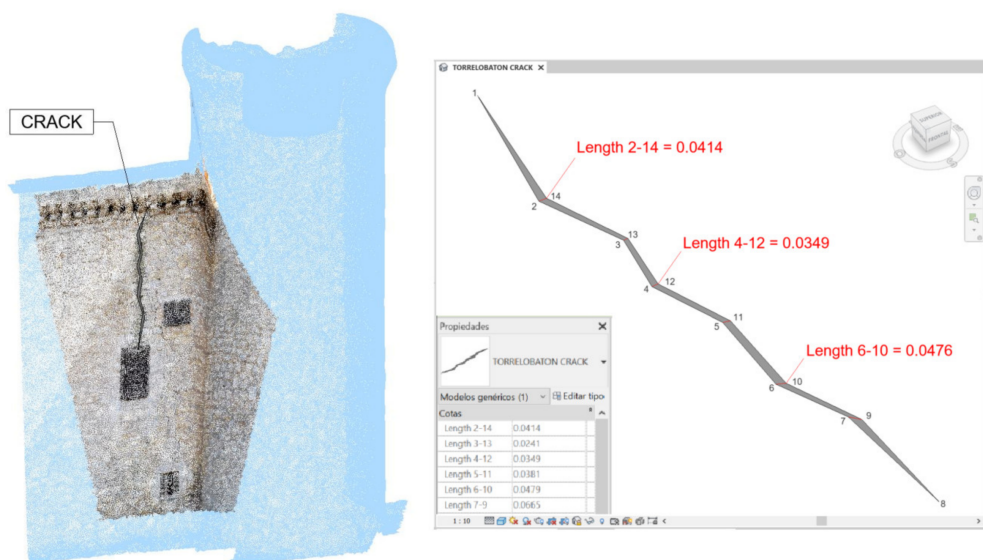 CRACK
TORRELOBATON CRACK
SUPERIOR
FRONTAL
1
Length 2-14 = 0.0414
14
2
13
3
Length 4-12 = 0.0349
12
4
11
5
Length 6-10 = 0.0476
10
6
9
7
8
Propiedades
TORRELOBATON CRACK
Modelos genéricos (1)
Editar tipo
Cotas
Length 2-14 0.0414
Length 3-13 0.0241
Length 4-12 0.0349
Length 5-11 0.0381
Length 6-10 0.0479
Length 7-9 0.0665
1 : 10